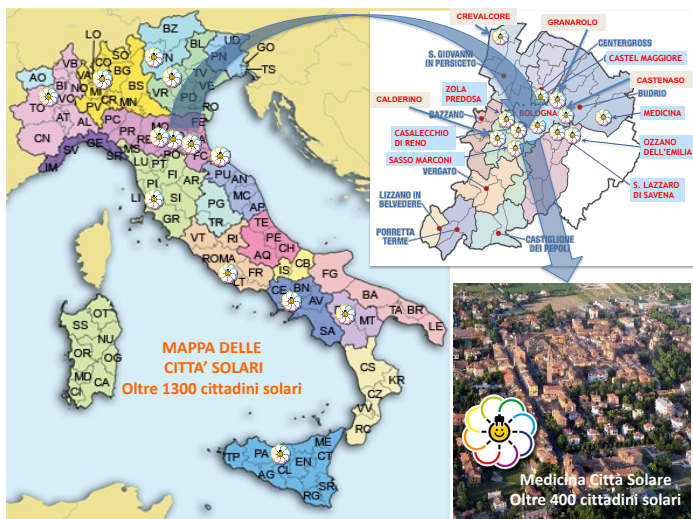 BZ
LO
SO
CO
VB
BG
VA
TN
BL
UD
PN
GO
TS
AO
BI
NO
MI
BS
TV
VE
VR
PD
RO
TO
VC
PV
CR
MN
AT
AL
PC
PR
RE
MO
FE
CN
SV
GE
SP
MS
LU
PT
PO
FC
IM
PI
FI
AR
PU
AN
LI
SI
PG
MC
AP
GR
TR
TE
VT
RI
PE
CH
ROMA
AQ
FR
IS
CB
LT
FG
CE
BN
AV
BA
SA
MT
TA
BR
LE
CS
KR
CZ
VV
RC
OT
SS
NU
OR
OG
MD
CA
CI
ME
TP
PA
EN
CT
CL
AG
SR
RG
MAPPA DELLE
CITTA’ SOLARI
Oltre 1300 cittadini solari
CREVALCORE
GRANAROLO
S. GIOVANNI
IN PERSICETO
CENTERGROSS
CASTEL MAGGIORE
CALDERINO
ZOLA
PREDOSA
CASTENASO
BUDRIO
BAZZANO
BOLOGNA
MEDICINA
CASALECCHIO
DI RENO
OZZANO
DELL’EMILIA
SASSO MARCONI
VERGATO
S. LAZZARO
DI SAVENA
LIZZANO IN
BELVEDERE
PORRETTA
TERME
CASTIGLIONE
DEI PEPOLI
Medicina Città Solare
Oltre 400 cittadini solari